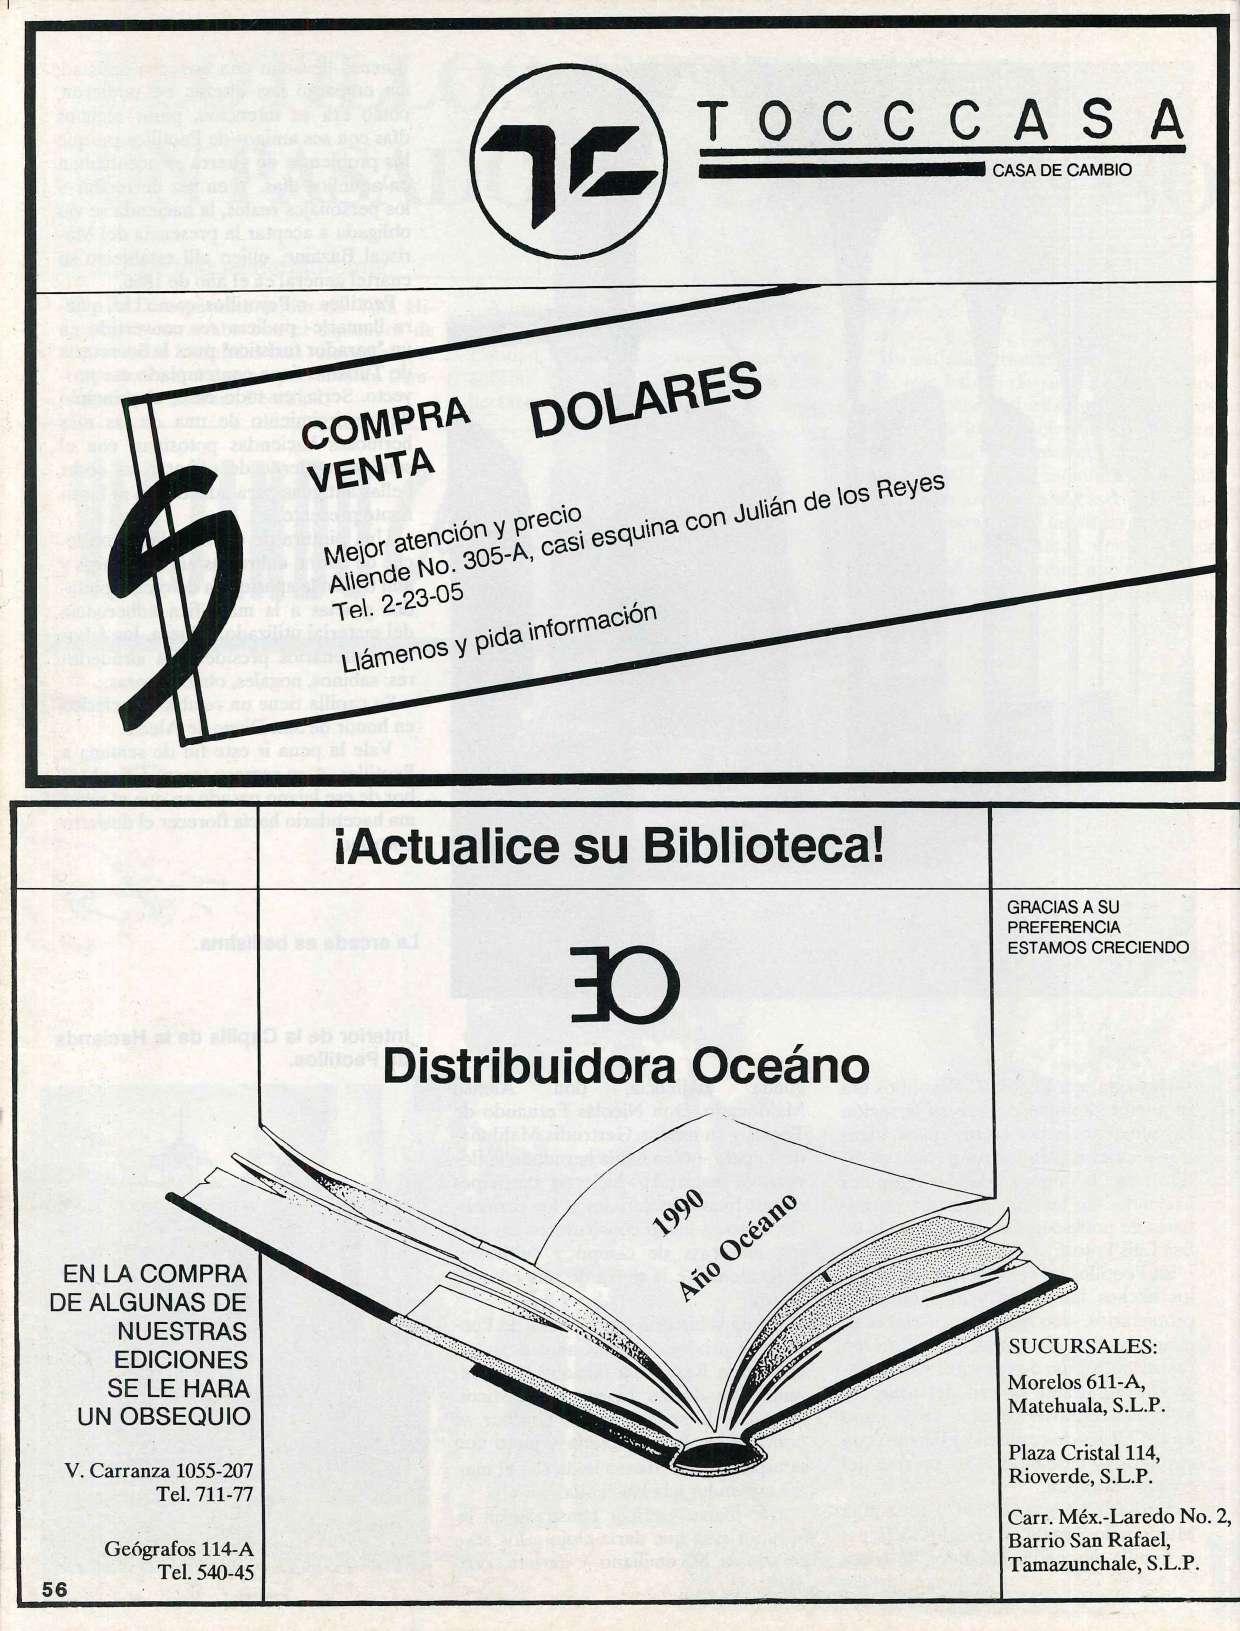 TOCCCASA
CASA DE CAMBIO
COMPRA DOLARES
VENTA
Mejor atención y precio
Allende No. 305-A, casi esquina con Julián de los Reyes
Tel. 2-23-05
Llámenos y pida información
¡Actualice su Biblioteca!
GRACIAS A SU
PREFERENCIA
ESTAMOS CRECIENDO
Distribuidora Oceáno
1990
Año Océano
EN LA COMPRA
DE ALGUNAS DE
NUESTRAS
EDICIONES
SE LE HARA
UN OBSEQUIO
V. Carranza 1055-207
Tel. 711-77
Geógrafos 114-A
Tel. 540-45
SUCURSALES:
Morelos 611-A,
Matehuala, S.L.P.
Plaza Cristal 114,
Rioverde, S.L.P.
Carr. Méx.-Laredo No. 2,
Barrio San Rafael,
Tamazunchale, S.L.P.
56